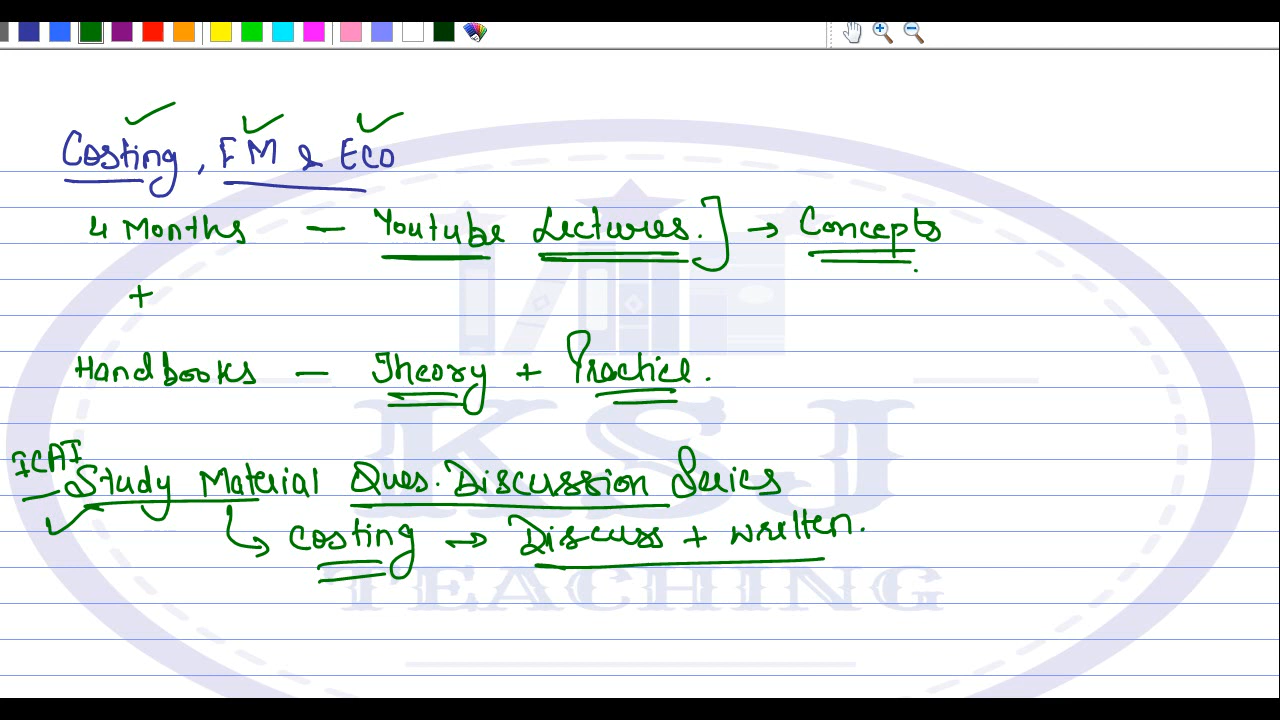 Costing, FM & Eco
4 Months — Youtube Lectures.] → Concepts
+
Handbooks — Theory + Practice.
ICAI Study Material Ques. Discussion Series
↳ Costing → Discuss + written.
KSJ
TEACHING